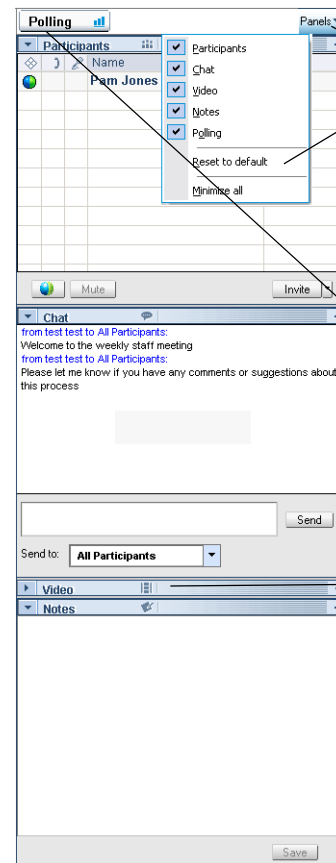 Polling
Panels
Participants
Name
Pam Jones
Participants
Chat
Video
Notes
Polling
Reset to default
Minimize all
Mute
Invite
Chat
from test test to All Participants:
Welcome to the weekly staff meeting
from test test to All Participants:
Please let me know if you have any comments or suggestions about
this process
Send
Send to:
All Participants
Video
Notes
Save